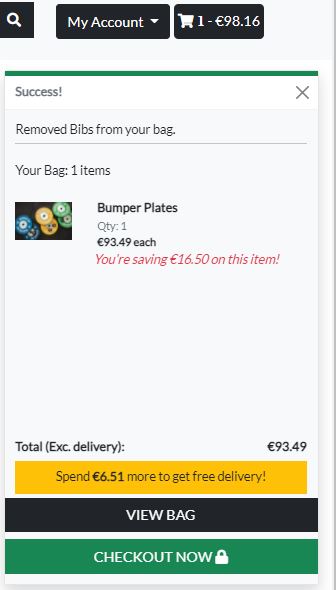 My Account
1 - €98.16
Success!
Removed Bibs from your bag.
Your Bag: 1 items
Bumper Plates
Qty: 1
€93.49 each
You're saving €16.50 on this item!
Total (Exc. delivery): €93.49
Spend €6.51 more to get free delivery!
VIEW BAG
CHECKOUT NOW